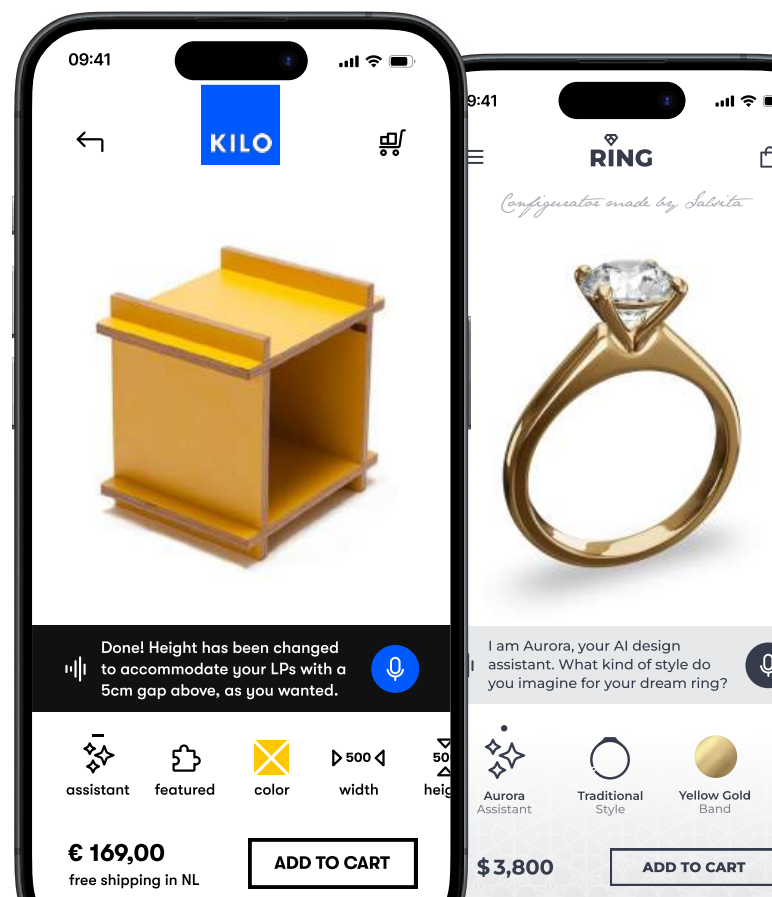 09:41
KILO
Done! Height has been changed
to accommodate your LPs with a
5cm gap above, as you wanted.
assistant
featured
color
500
width
50
heig
€ 169,00
free shipping in NL
ADD TO CART
9:41
RING
Configurator made by Salsita
I am Aurora, your AI design
assistant. What kind of style do
you imagine for your dream ring?
Aurora
Assistant
Traditional
Style
Yellow Gold
Band
$3,800
ADD TO CART